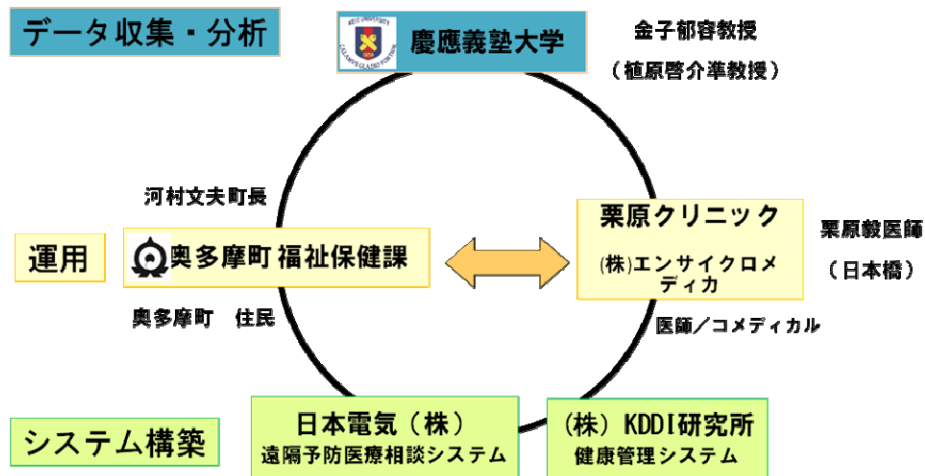 データ収集・分析
慶應義塾大学
金子郁容教授
(植原啓介準教授)
河村文夫町長
運用
奥多摩町 福祉保健課
奥多摩町 住民
栗原クリニック
(株)エンサイクロメ
ディカ
栗原毅医師
(日本橋)
医師/コメディカル
システム構築
日本電気(株)
遠隔予防医療相談システム
(株) KDDI研究所
健康管理システム